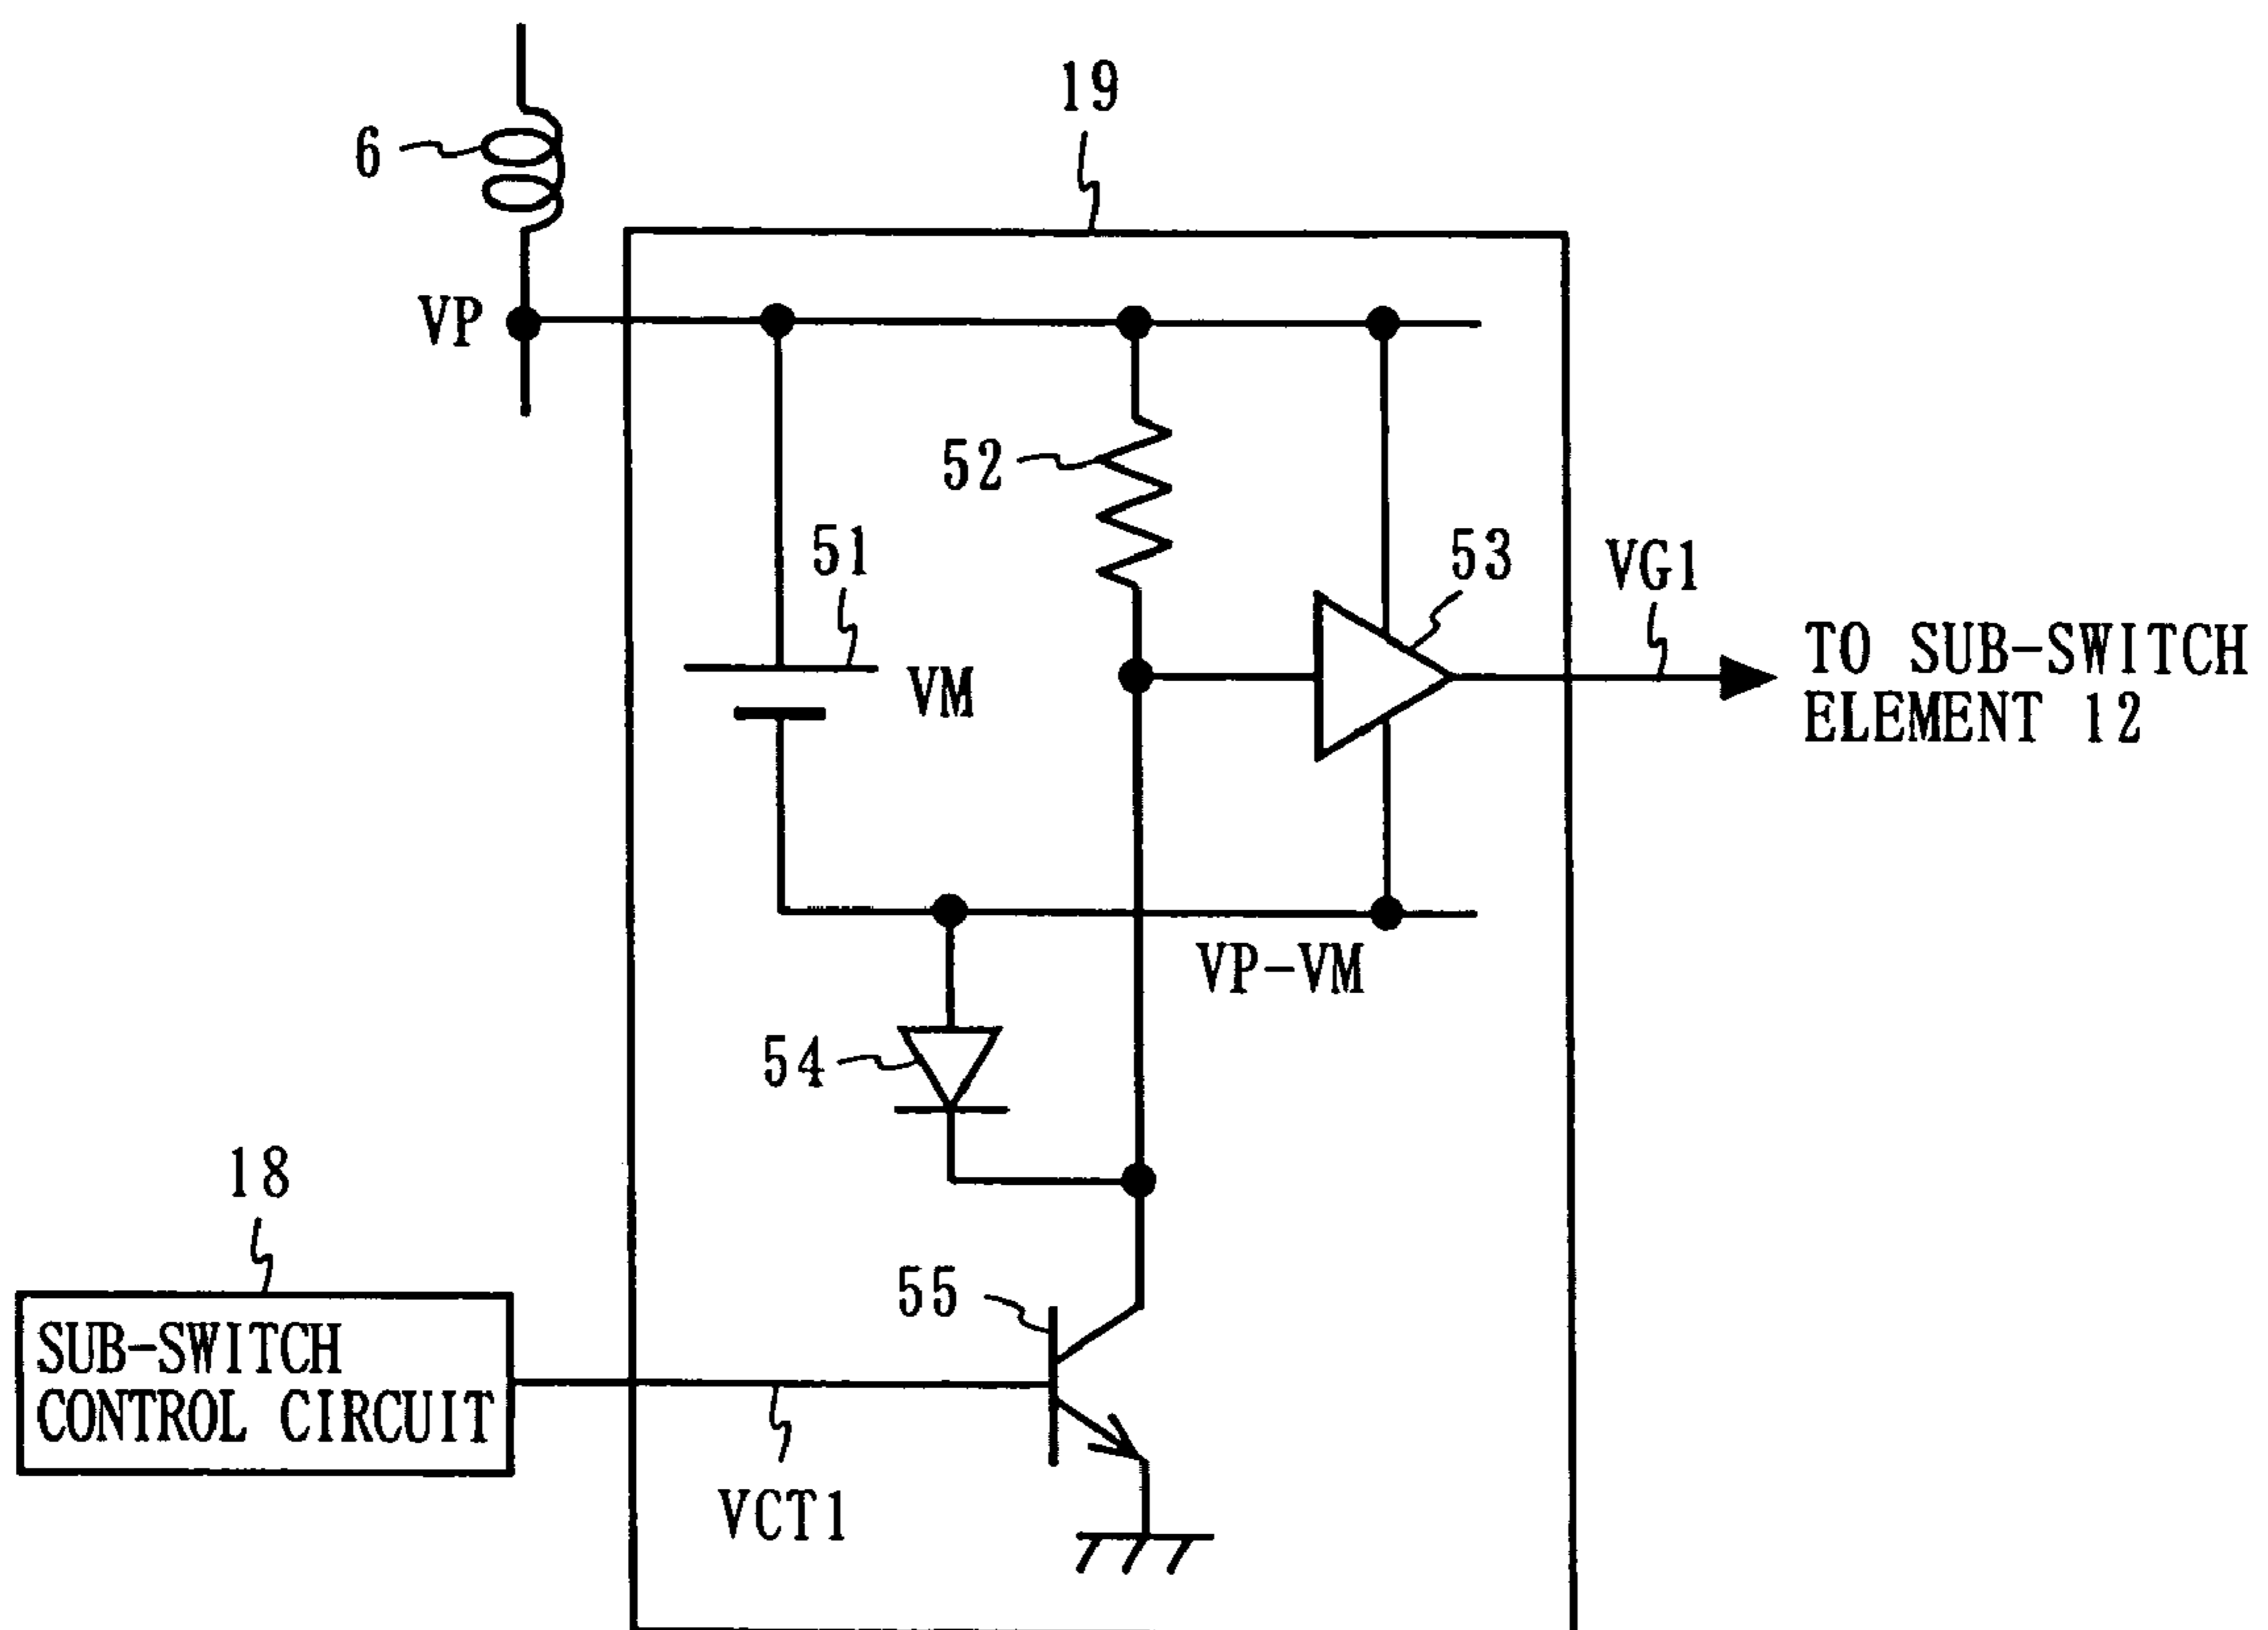 19
6
VP
52
51
53
VG1
VM
TO SUB-SWITCH
ELEMENT 12
VP-VM
54
18
55
SUB-SWITCH
CONTROL CIRCUIT
VCT1